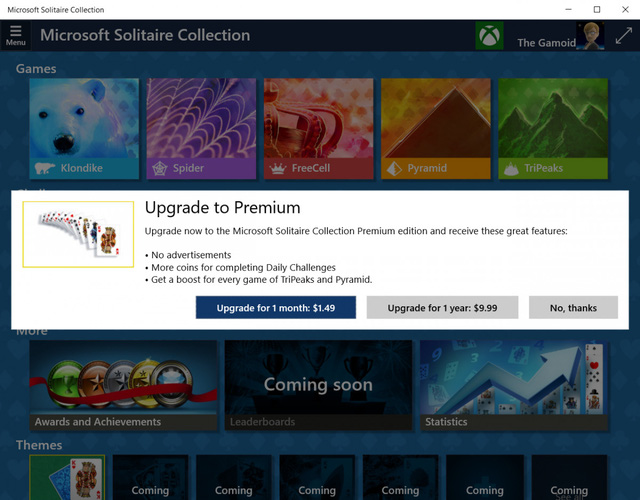 Microsoft Solitaire Collection
Menu
Microsoft Solitaire Collection
The Gamoid
Games
Klondike
Spider
FreeCell
Pyramid
TriPeaks
Upgrade to Premium
Upgrade now to the Microsoft Solitaire Collection Premium edition and receive these great features:
• No advertisements
• More coins for completing Daily Challenges
• Get a boost for every game of TriPeaks and Pyramid.
Upgrade for 1 month: $1.49
Upgrade for 1 year: $9.99
No, thanks
More
Coming soon
Awards and Achievements
Leaderboards
Statistics
Themes
Coming
Coming
Coming
Coming
Coming
See all